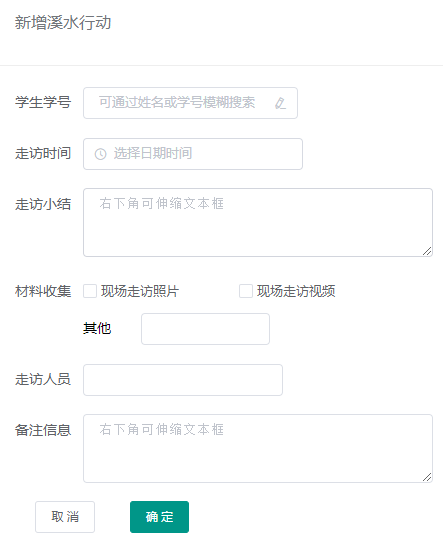 新增溪水行动
学生学号 可通过姓名或学号模糊搜索
走访时间 选择日期时间
走访小结 右下角可伸缩文本框
材料收集 现场走访照片 现场走访视频
其他
走访人员
备注信息 右下角可伸缩文本框
取消 确定